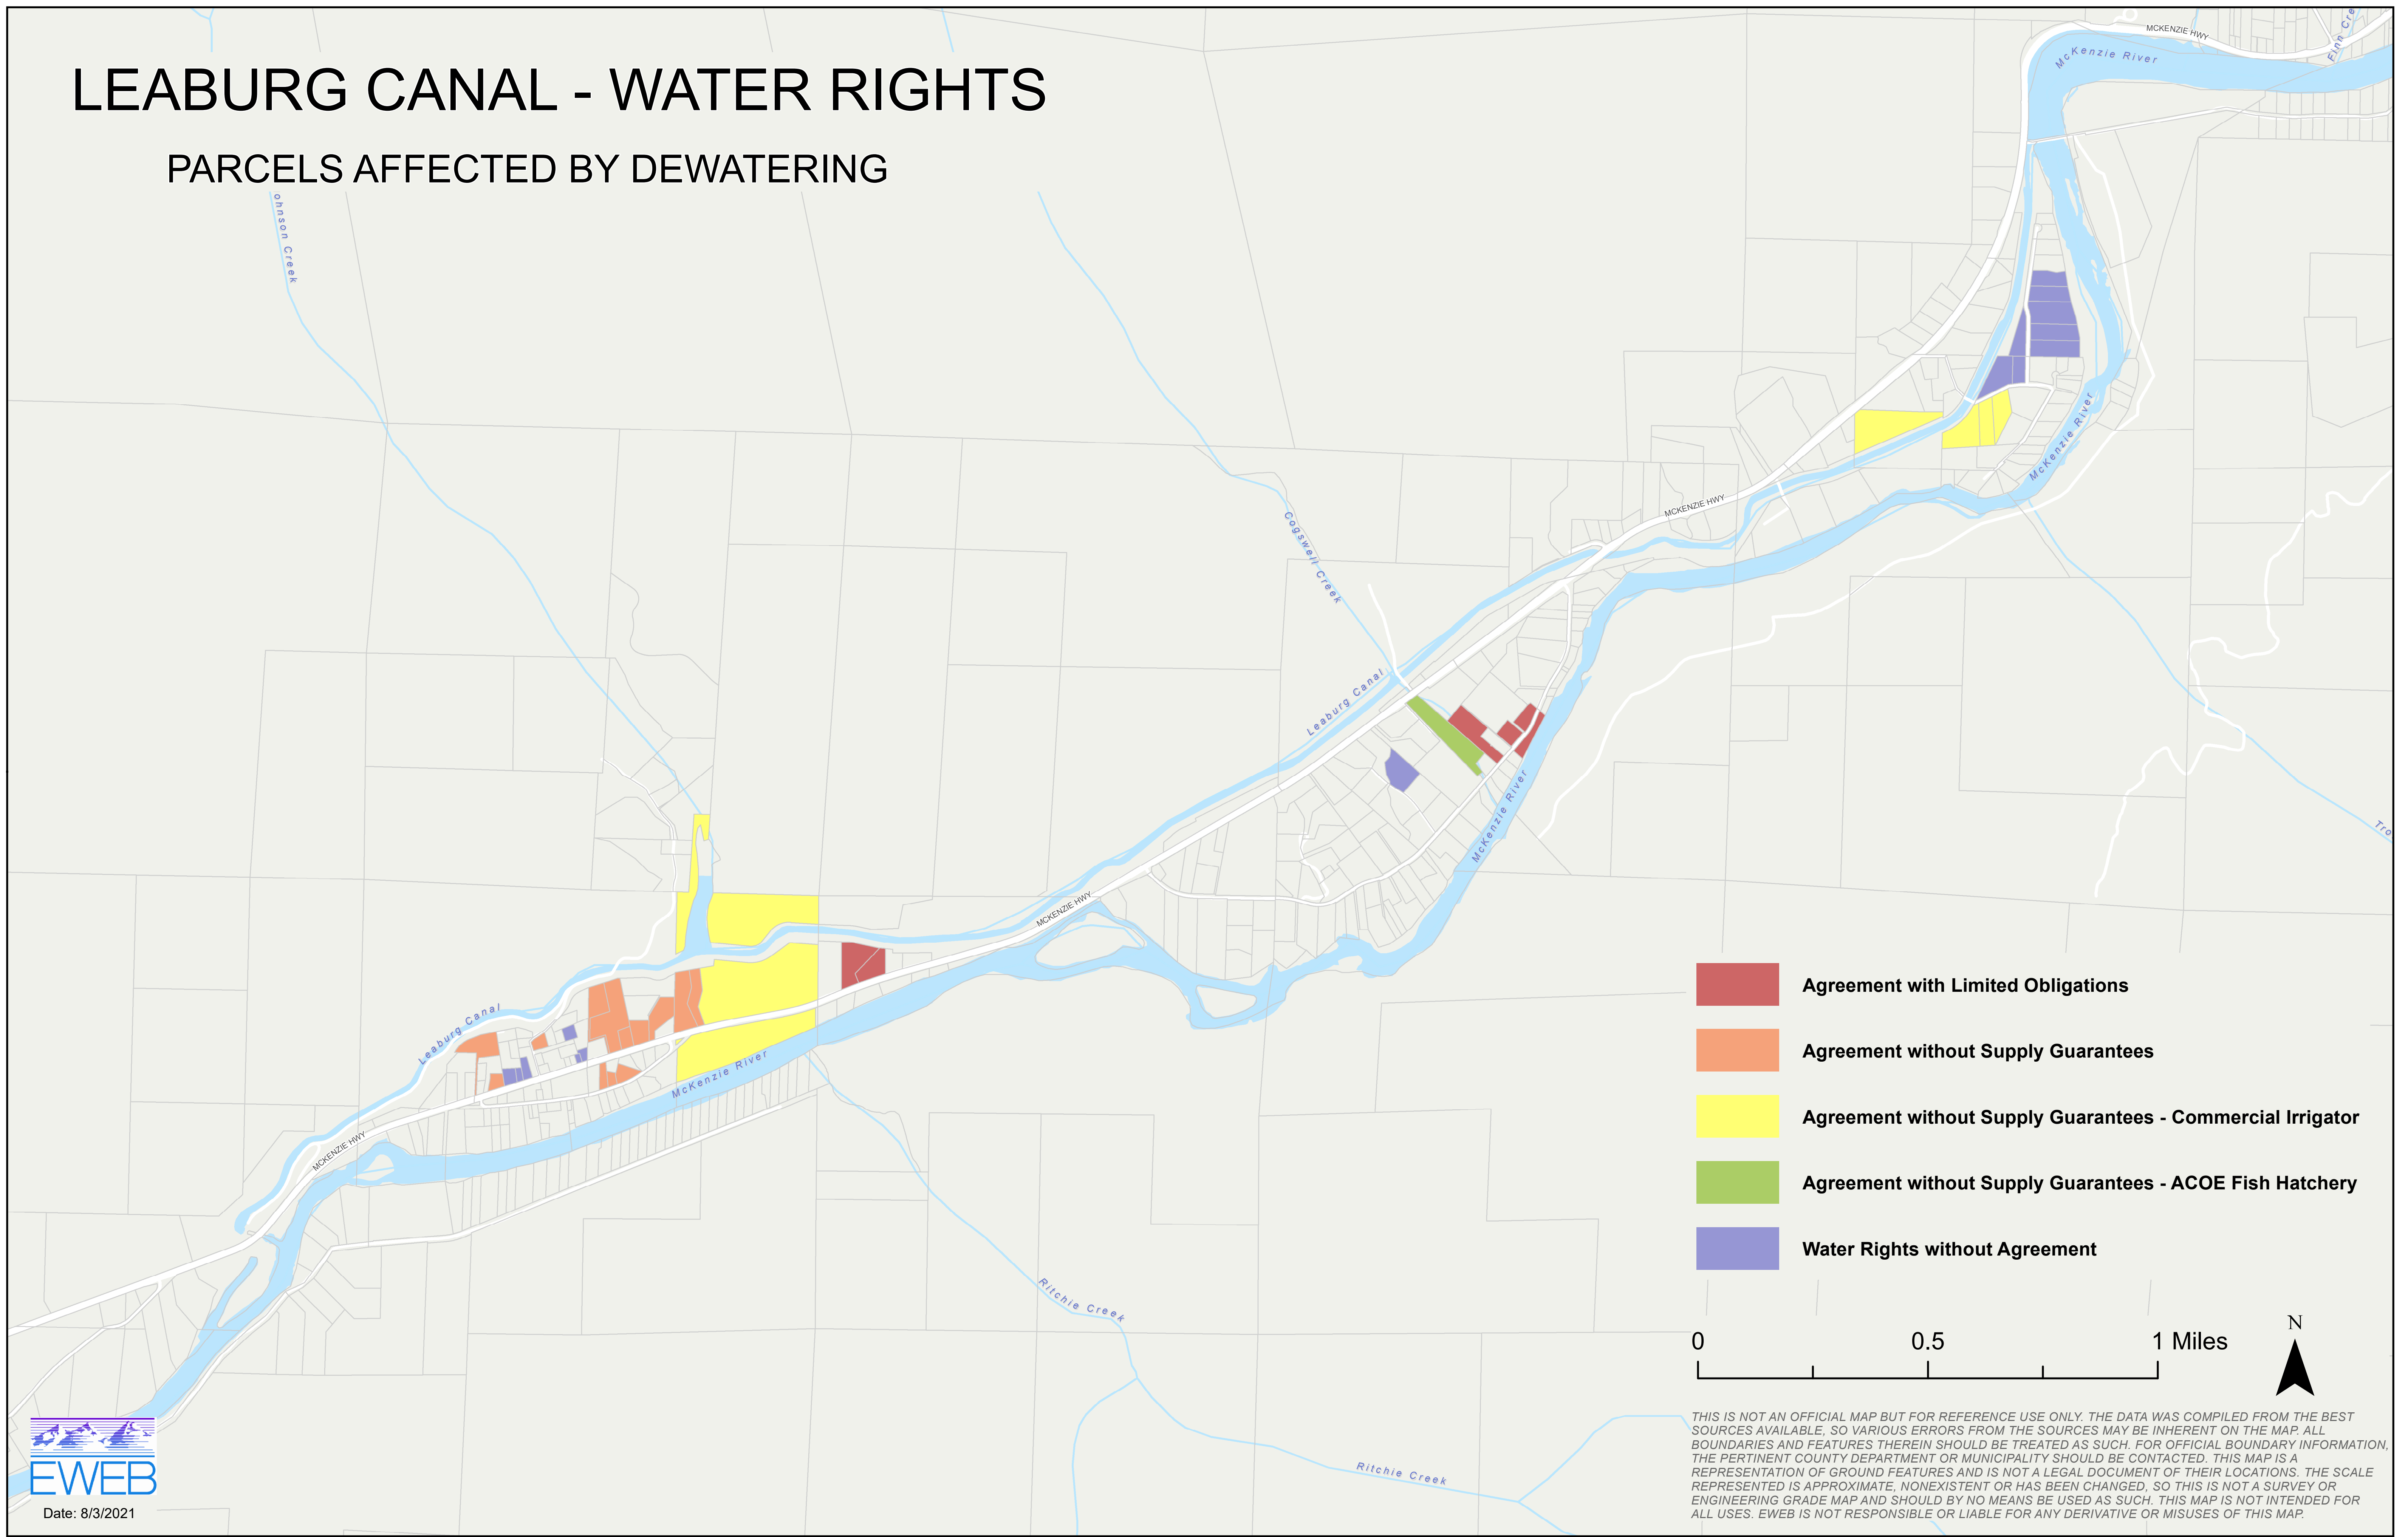 LEABURG CANAL - WATER RIGHTS
PARCELS AFFECTED BY DEWATERING
MCKENZIE HWY
McKenzie River
Finn Cre
ohnson Creek
McKenzie River
MCKENZIE HWY
Cogswell Creek
Leaburg Canal
McKenzie River
Tro
MCKENZIE HWY
Leaburg Canal
McKenzie River
MCKENZIE HWY
Ritchie Creek
Ritchie Creek
Agreement with Limited Obligations
Agreement without Supply Guarantees
Agreement without Supply Guarantees - Commercial Irrigator
Agreement without Supply Guarantees - ACOE Fish Hatchery
Water Rights without Agreement
0 0.5 1 Miles
N
THIS IS NOT AN OFFICIAL MAP BUT FOR REFERENCE USE ONLY. THE DATA WAS COMPILED FROM THE BEST
SOURCES AVAILABLE, SO VARIOUS ERRORS FROM THE SOURCES MAY BE INHERENT ON THE MAP. ALL
BOUNDARIES AND FEATURES THEREIN SHOULD BE TREATED AS SUCH. FOR OFFICIAL BOUNDARY INFORMATION,
THE PERTINENT COUNTY DEPARTMENT OR MUNICIPALITY SHOULD BE CONTACTED. THIS MAP IS A
REPRESENTATION OF GROUND FEATURES AND IS NOT A LEGAL DOCUMENT OF THEIR LOCATIONS. THE SCALE
REPRESENTED IS APPROXIMATE, NONEXISTENT OR HAS BEEN CHANGED, SO THIS IS NOT A SURVEY OR
ENGINEERING GRADE MAP AND SHOULD BY NO MEANS BE USED AS SUCH. THIS MAP IS NOT INTENDED FOR
ALL USES. EWEB IS NOT RESPONSIBLE OR LIABLE FOR ANY DERIVATIVE OR MISUSES OF THIS MAP.
EWEB
Date: 8/3/2021